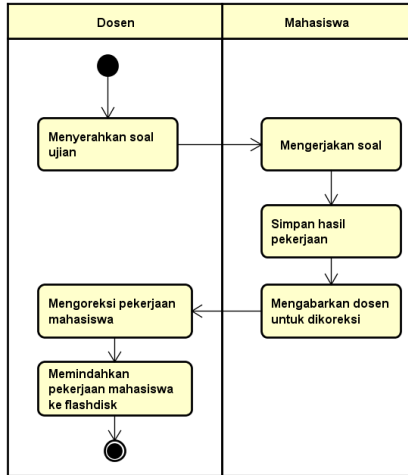 Dosen
Mahasiswa
Menyerahkan soal
ujian
Mengerjakan soal
Simpan hasil
pekerjaan
Mengabarkan dosen
untuk dikoreksi
Mengoreksi pekerjaan
mahasiswa
Memindahkan
pekerjaan mahasiswa
ke flashdisk